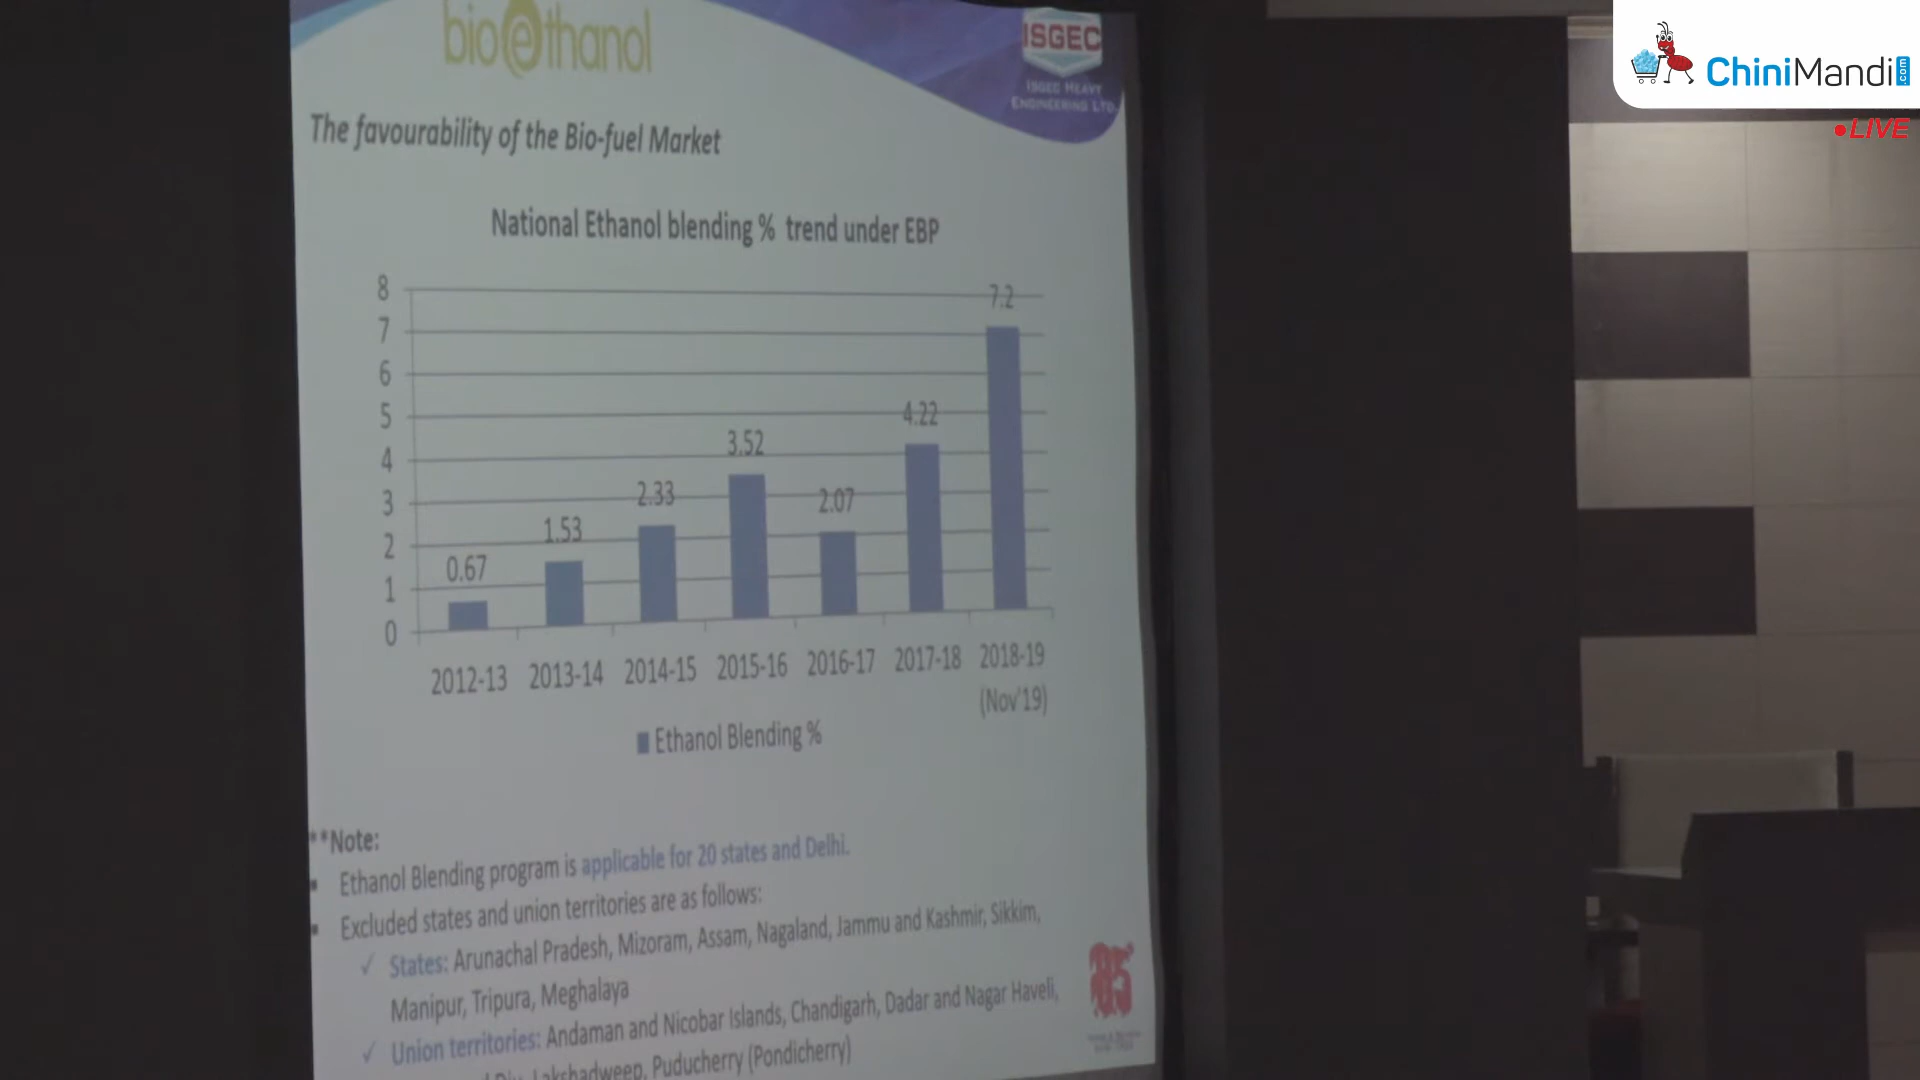 bioethanol
ISGEC
ISGEC HEAVY
ENGINEERING LTD.
ChiniMandi.com
LIVE
The favourability of the Bio-fuel Market
National Ethanol blending % trend under EBP
8
7
6
5
4
3
2
1
0
0.67
1.53
2.33
3.52
2.07
4.22
7.2
2012-13 2013-14 2014-15 2015-16 2016-17 2017-18 2018-19
(Nov'19)
Ethanol Blending %
**Note:
Ethanol Blending program is applicable for 20 states and Delhi.
Excluded states and union territories are as follows:
✓ States: Arunachal Pradesh, Mizoram, Assam, Nagaland, Jammu and Kashmir, Sikkim,
Manipur, Tripura, Meghalaya
✓ Union territories: Andaman and Nicobar Islands, Chandigarh, Dadar and Nagar Haveli,
Diu, Lakshadweep, Puducherry (Pondicherry)
85